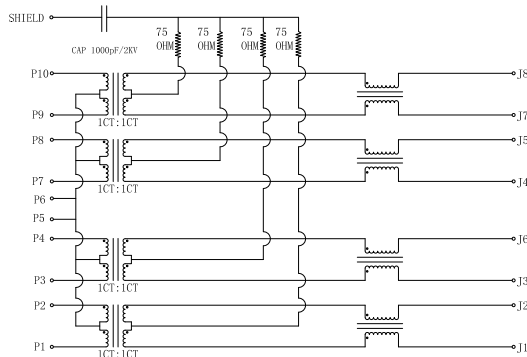 SHIELD
CAP 1000pF/2KV
75 75 75 75
OHM OHM OHM OHM
P10
J8
P9
J7
1CT:1CT
P8
J5
P7
J4
1CT:1CT
P6
P5
P4
J6
P3
J3
1CT:1CT
P2
J2
P1
J1
1CT:1CT